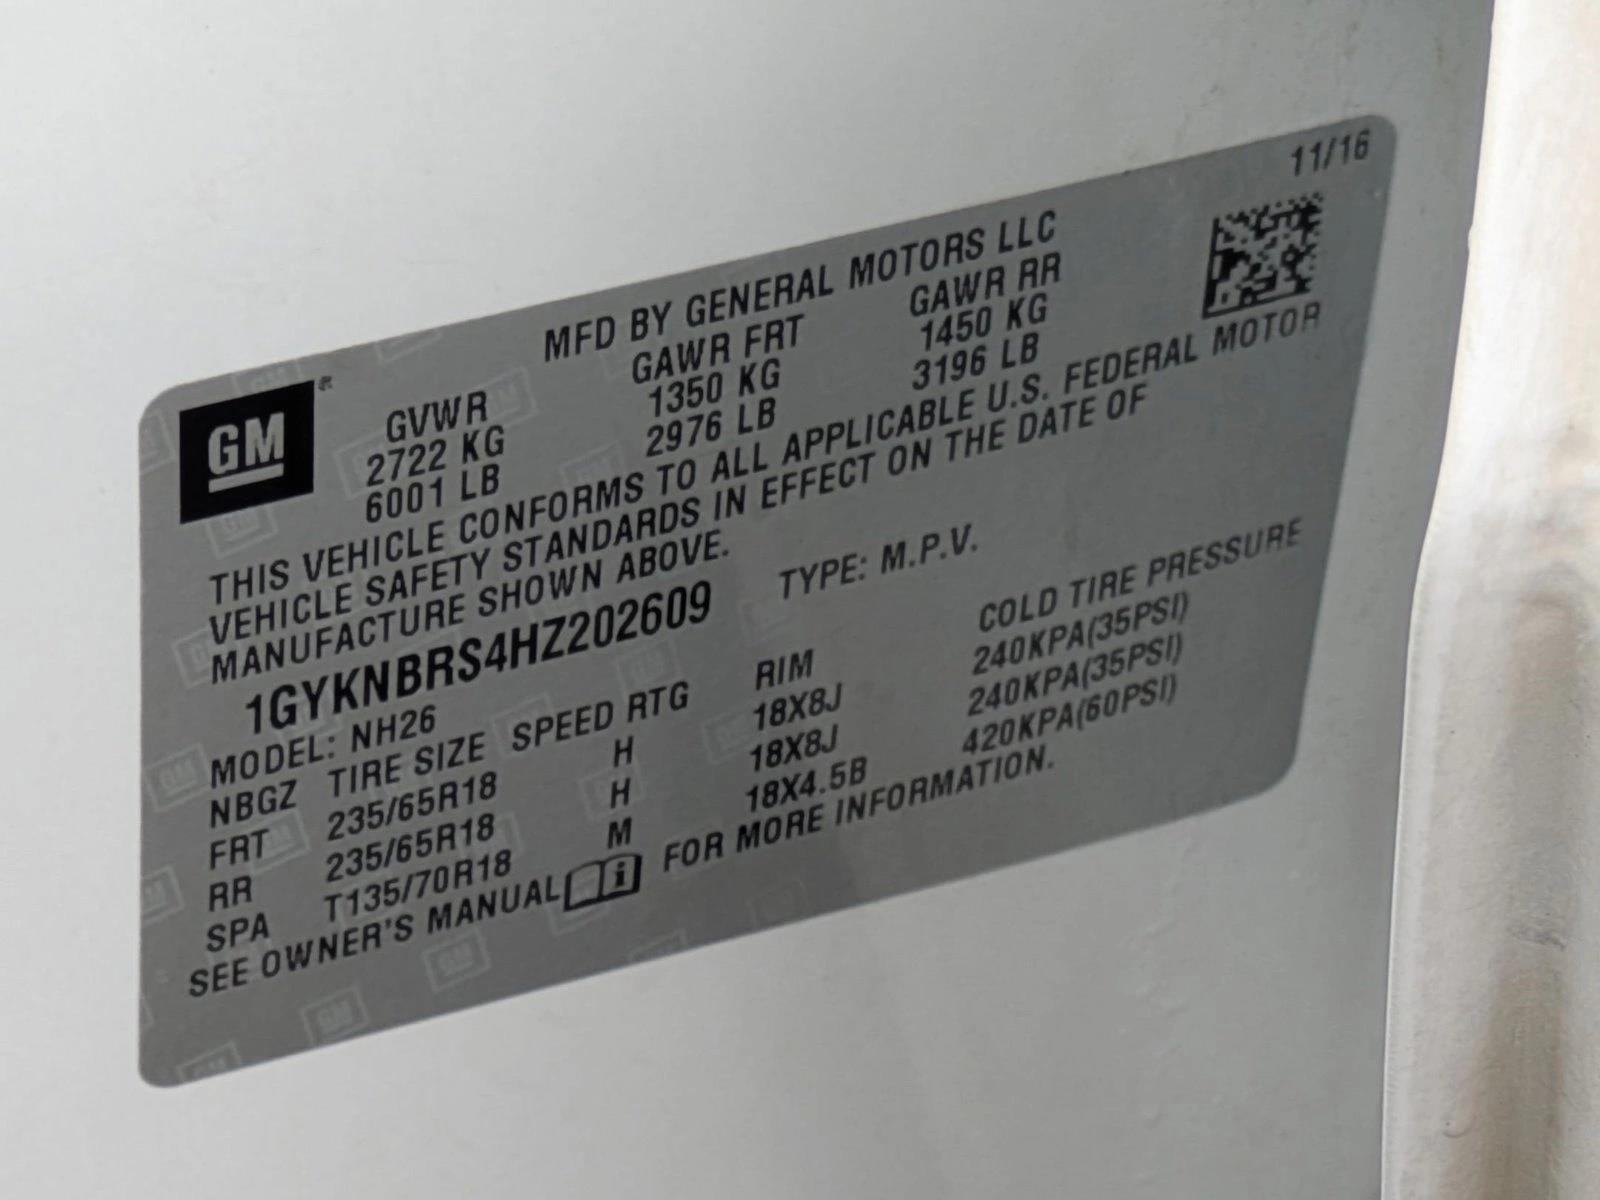 11/16
MFD BY GENERAL MOTORS LLC
GM ®
GVWR GAWR FRT GAWR RR
2722 KG 1350 KG 1450 KG
6001 LB 2976 LB 3196 LB
THIS VEHICLE CONFORMS TO ALL APPLICABLE U.S. FEDERAL MOTOR
VEHICLE SAFETY STANDARDS IN EFFECT ON THE DATE OF
MANUFACTURE SHOWN ABOVE.
1GYKNBRS4HZ202609 TYPE: M.P.V.
MODEL: NH26
NBGZ TIRE SIZE SPEED RTG RIM COLD TIRE PRESSURE
FRT 235/65R18 H 18X8J 240KPA(35PSI)
RR 235/65R18 H 18X8J 240KPA(35PSI)
SPA T135/70R18 M 18X4.5B 420KPA(60PSI)
SEE OWNER'S MANUAL i FOR MORE INFORMATION.